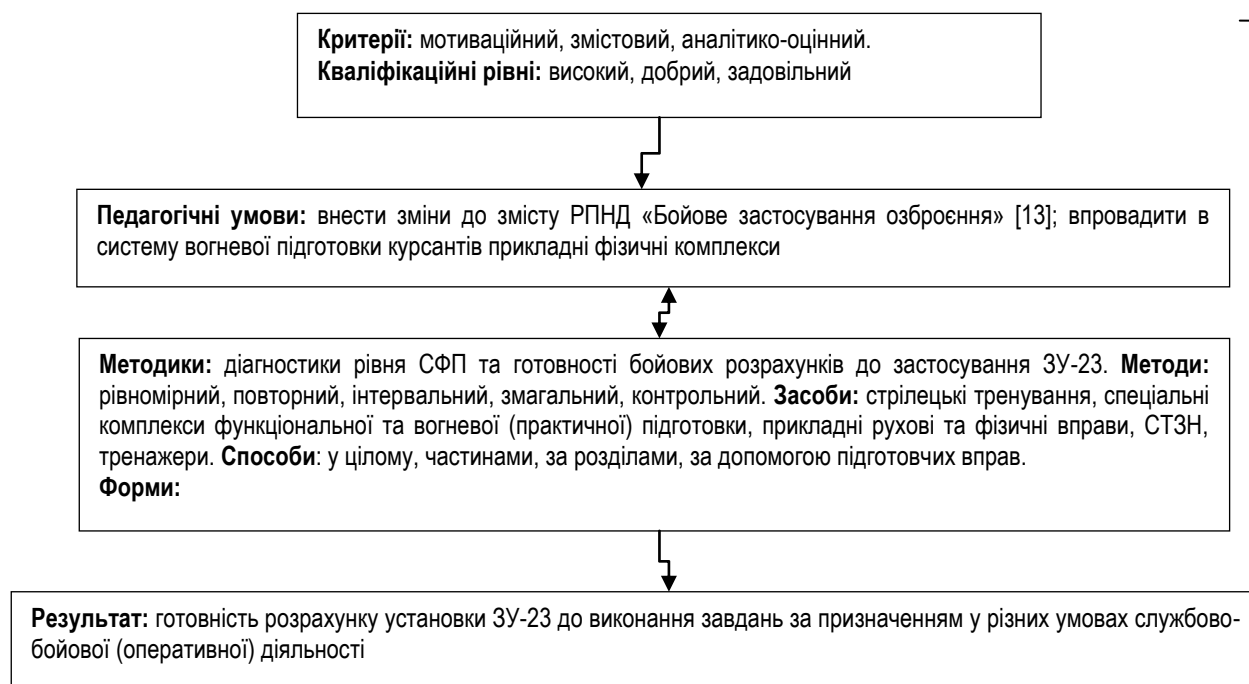 Критерії: мотиваційний, змістовий, аналітико-оцінний.
Кваліфікаційні рівні: високий, добрий, задовільний
Педагогічні умови: внести зміни до змісту РПНД «Бойове застосування озброєння» [13]; впровадити в
систему вогневої підготовки курсантів прикладні фізичні комплекси
Методики: діагностики рівня СФП та готовності бойових розрахунків до застосування ЗУ-23. Методи:
рівномірний, повторний, інтервальний, змагальний, контрольний. Засоби: стрілецькі тренування, спеціальні
комплекси функціональної та вогневої (практичної) підготовки, прикладні рухові та фізичні вправи, СТЗН,
тренажери. Способи: у цілому, частинами, за розділами, за допомогою підготовчих вправ.
Форми:
Результат: готовність розрахунку установки ЗУ-23 до виконання завдань за призначенням у різних умовах службово-
бойової (оперативної) діяльності